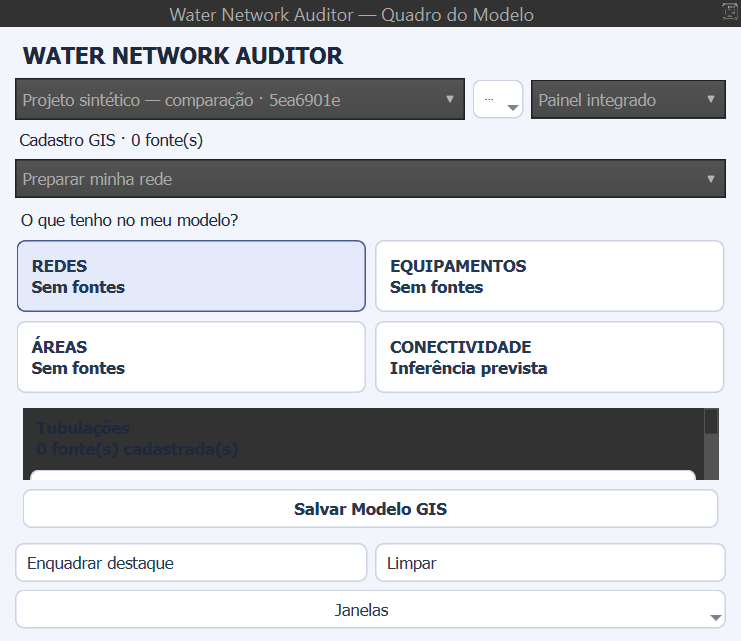 Water Network Auditor — Quadro do Modelo
WATER NETWORK AUDITOR
Projeto sintético — comparação · 5ea6901e
...
Painel integrado
Cadastro GIS · 0 fonte(s)
Preparar minha rede
O que tenho no meu modelo?
REDES
Sem fontes
EQUIPAMENTOS
Sem fontes
ÁREAS
Sem fontes
CONECTIVIDADE
Inferência prevista
Tubulações
0 fonte(s) cadastrada(s)
Salvar Modelo GIS
Enquadrar destaque
Limpar
Janelas